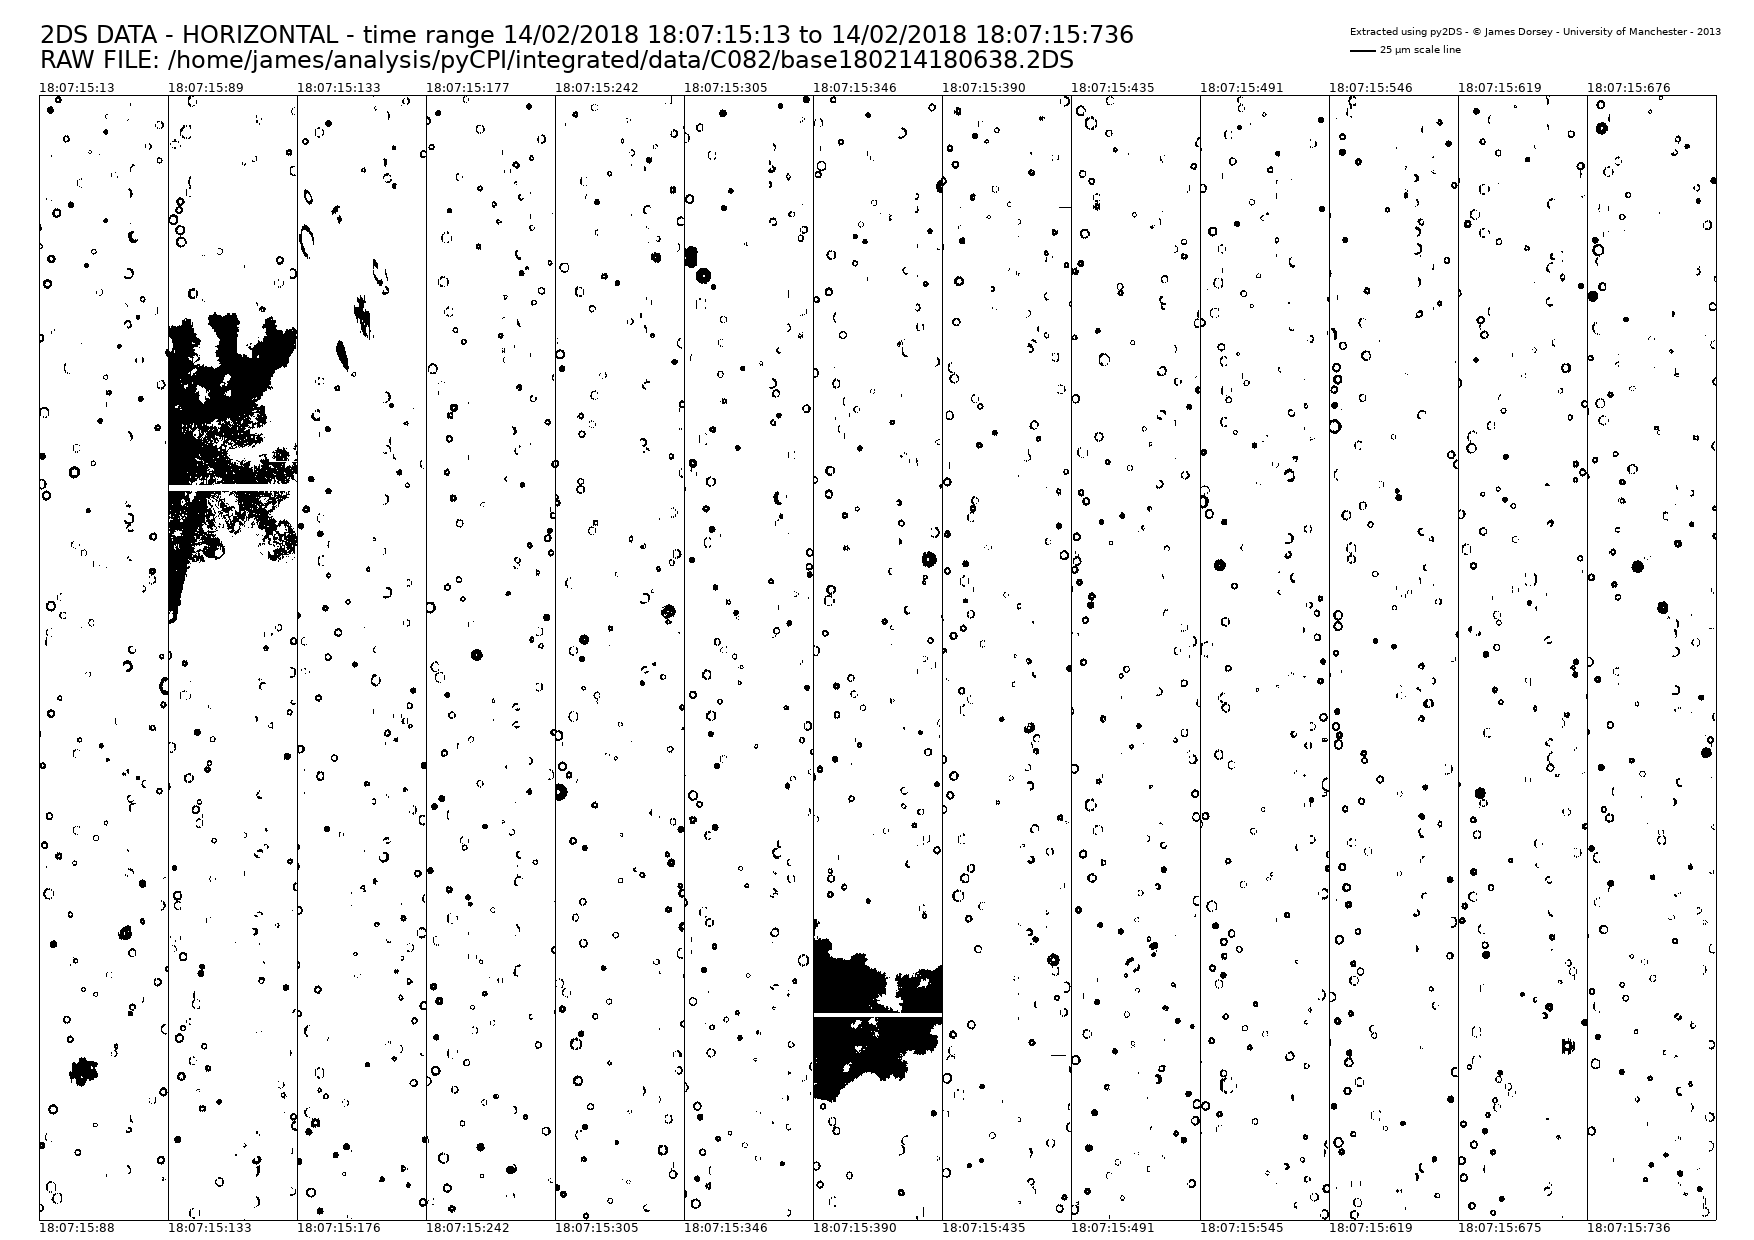 2DS DATA - HORIZONTAL - time range 14/02/2018 18:07:15:13 to 14/02/2018 18:07:15:736
RAW FILE: /home/james/analysis/pyCPI/integrated/data/C082/base180214180638.2DS
Extracted using py2DS - © James Dorsey - University of Manchester - 2013
25 µm scale line
18:07:15:13 18:07:15:89 18:07:15:133 18:07:15:177 18:07:15:242 18:07:15:305 18:07:15:346 18:07:15:390 18:07:15:435 18:07:15:491 18:07:15:546 18:07:15:619 18:07:15:676
18:07:15:88 18:07:15:133 18:07:15:176 18:07:15:242 18:07:15:305 18:07:15:346 18:07:15:390 18:07:15:435 18:07:15:491 18:07:15:545 18:07:15:619 18:07:15:675 18:07:15:736